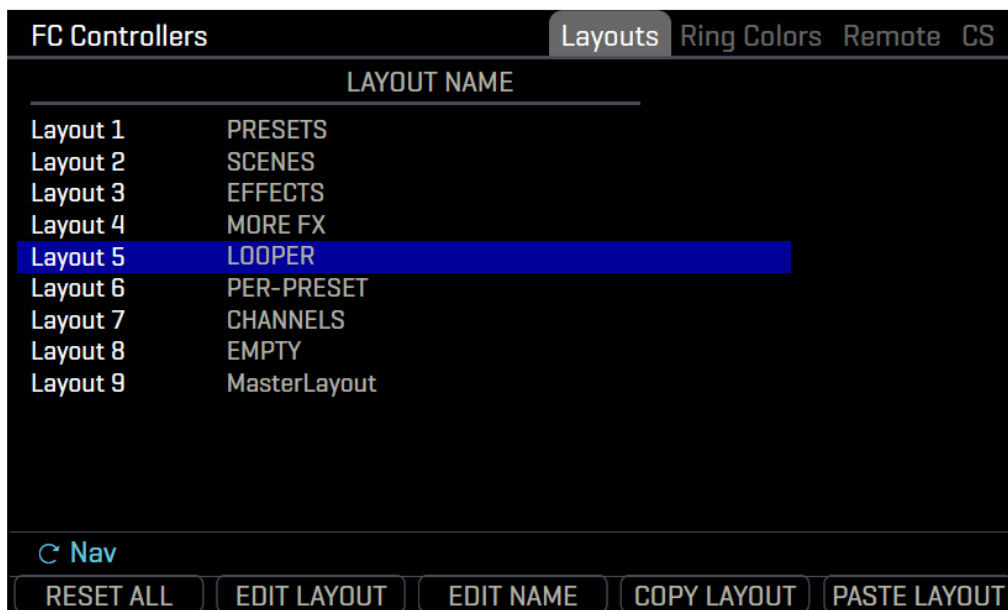 FC Controllers Layouts Ring Colors Remote CS
LAYOUT NAME
Layout 1 PRESETS
Layout 2 SCENES
Layout 3 EFFECTS
Layout 4 MORE FX
Layout 5 LOOPER
Layout 6 PER-PRESET
Layout 7 CHANNELS
Layout 8 EMPTY
Layout 9 MasterLayout
Nav
RESET ALL EDIT LAYOUT EDIT NAME COPY LAYOUT PASTE LAYOUT